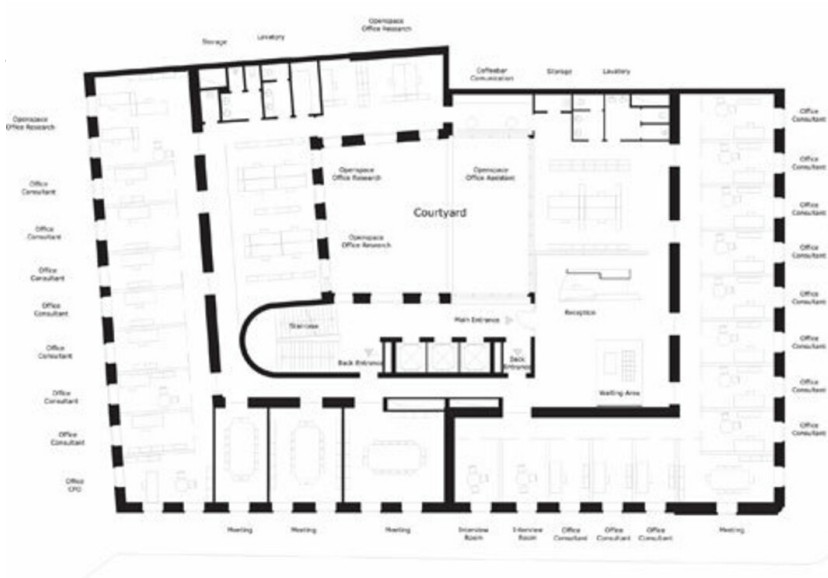 Openspace
Office Research
Storage
Lavatory
Coffeebar
Comunication
Storage
Lavatory
Openspace
Office Research
Office
Consultant
Office
Consultant
Office
Consultant
Office
Consultant
Office
Consultant
Office
Consultant
Office
Consultant
Office
CFO
Openspace
Office Research
Openspace
Office Assistant
Courtyard
Openspace
Office Research
Staircase
Main Entrance
Reception
Back Entrance
Back
Entrance
Waiting Area
Office
Consultant
Office
Consultant
Office
Consultant
Office
Consultant
Office
Consultant
Office
Consultant
Office
Consultant
Office
Consultant
Meeting
Meeting
Meeting
Interview
Room
Interview
Room
Office
Consultant
Office
Consultant
Office
Consultant
Meeting